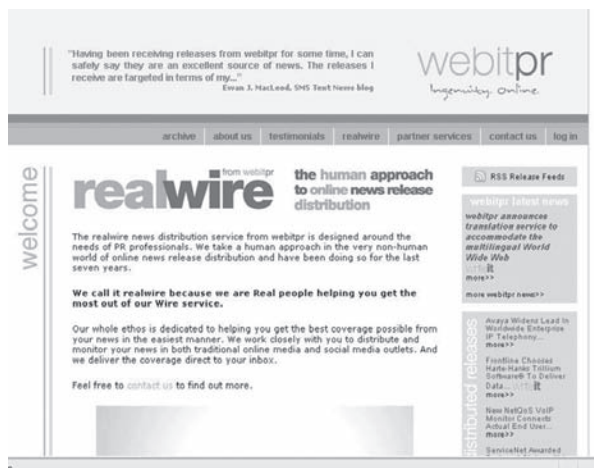 "Having been receiving releases from webitpr for some time, I can
safely say they are an excellent source of news. The releases I
receive are targeted in terms of my..."
Ewan J. MacLeod, SMS Text News blog
webitpr
Ingenuity. Online.
archive
about us
testimonials
realwire
partner services
contact us
log in
welcome
realwire
from webitpr
the human approach
to online news release
distribution
The realwire news distribution service from webitpr is designed around the
needs of PR professionals. We take a human approach in the very non-human
world of online news release distribution and have been doing so for the last
seven years.
We call it realwire because we are Real people helping you get the
most out of our Wire service.
Our whole ethos is dedicated to helping you get the best coverage possible from
your news in the easiest manner. We work closely with you to distribute and
monitor your news in both traditional online media and social media outlets. And
we deliver the coverage direct to your inbox.
Feel free to contact us to find out more.
RSS Release Feeds
webitpr latest news
webitpr announces
translation service to
accommodate the
multilingual World
Wide Web
more>>
more webitpr news>>
distributed releases
Avaya Widens Lead In
Worldwide Enterprise
IP Telephony...
more>>
Frontline Chooses
Harte-Hanks Trillium
Software® To Deliver
Data...
more>>
New NetQoS VoIP
Monitor Connects
Actual End User...
more>>
ServiceNet Awarded